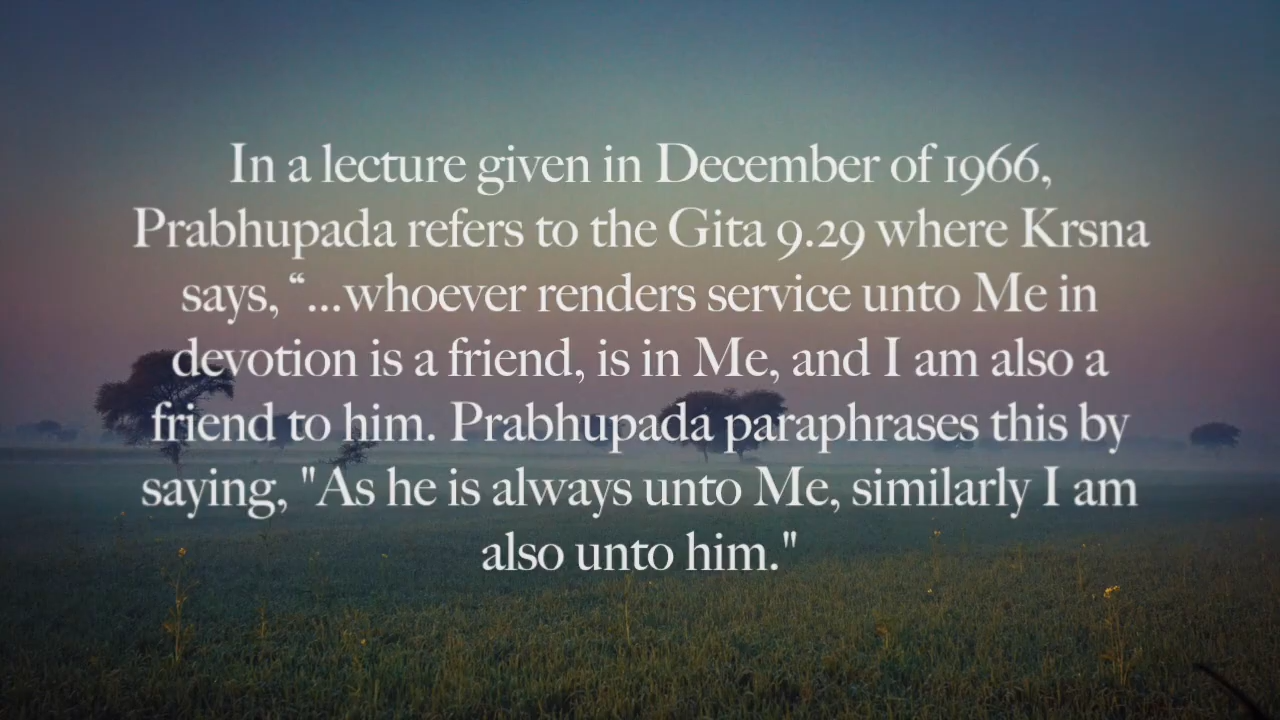 In a lecture given in December of 1966,
Prabhupada refers to the Gita 9.29 where Krsna
says, “...whoever renders service unto Me in
devotion is a friend, is in Me, and I am also a
friend to him. Prabhupada paraphrases this by
saying, "As he is always unto Me, similarly I am
also unto him."